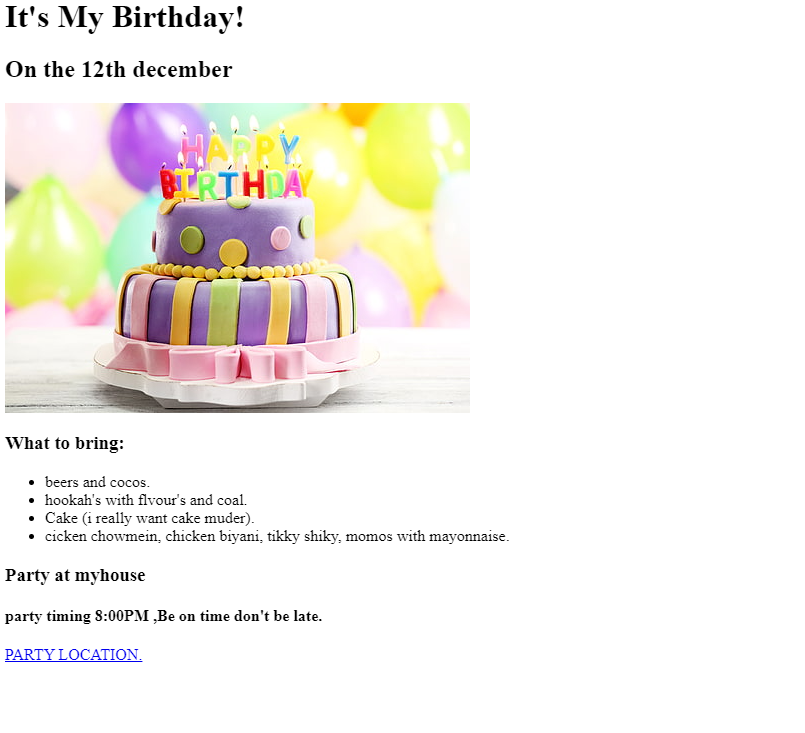 It's My Birthday!
On the 12th december
HAPPY
BIRTHDAY
What to bring:
beers and cocos.
hookah's with flvour's and coal.
Cake (i really want cake muder).
cicken chowmein, chicken biyani, tikky shiky, momos with mayonnaise.
Party at myhouse
party timing 8:00PM ,Be on time don't be late.
PARTY LOCATION.